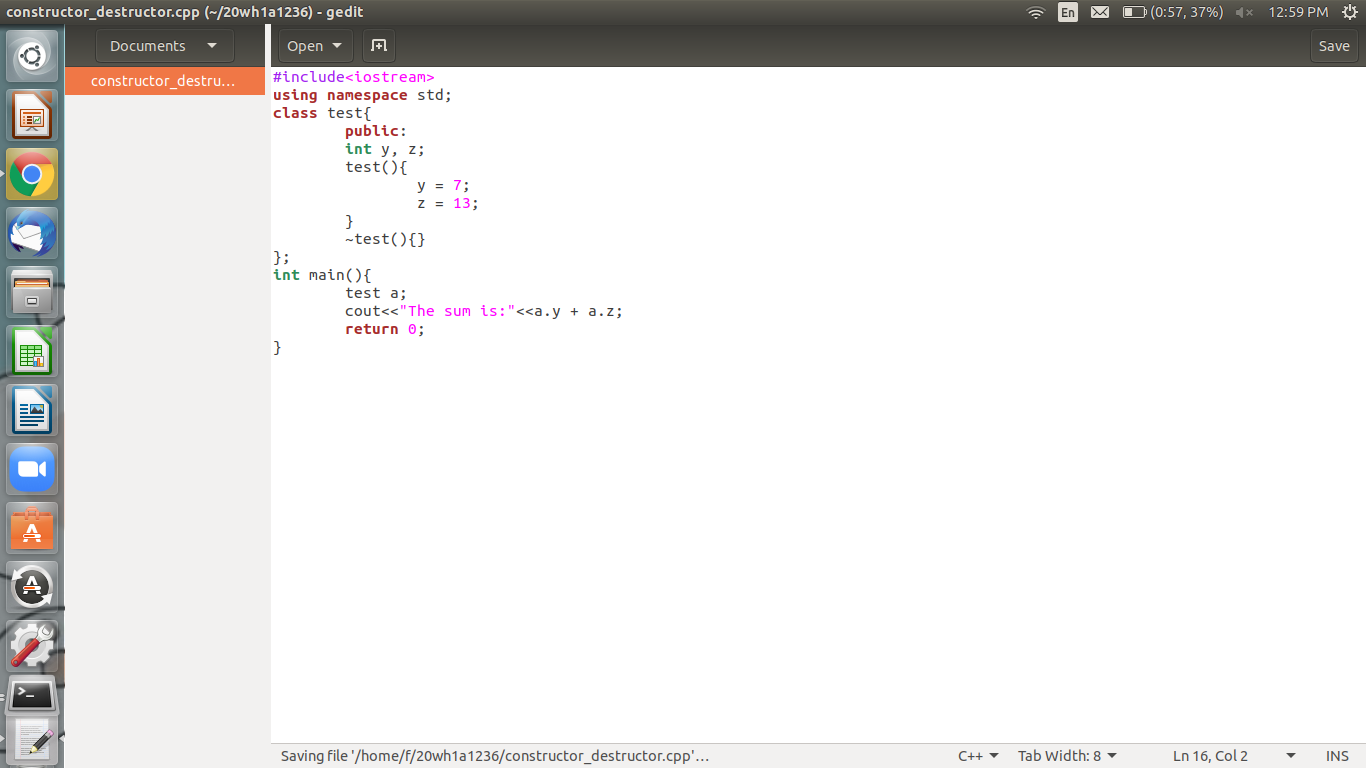 constructor_destructor.cpp (~/20wh1a1236) - gedit
En (0:57, 37%) 12:59 PM
Documents Open Save
constructor_destru...
#include<iostream>
using namespace std;
class test{
public:
int y, z;
test(){
y = 7;
z = 13;
}
~test(){}
};
int main(){
test a;
cout<<"The sum is:"<<a.y + a.z;
return 0;
}
Saving file '/home/f/20wh1a1236/constructor_destructor.cpp'... C++ Tab Width: 8 Ln 16, Col 2 INS